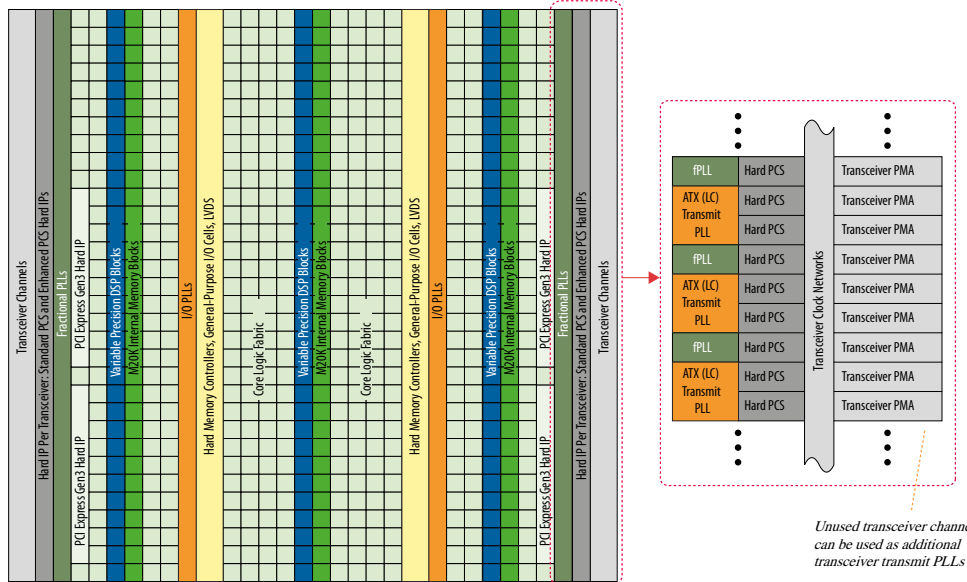 Transceiver Channels
Hard IP Per Transceiver: Standard PCS and Enhanced PCS Hard IPs
Fractional PLLs
PCI Express Gen3 Hard IP
PCI Express Gen3 Hard IP
Variable Precision DSP Blocks
M20K Internal Memory Blocks
I/O PLLs
Hard Memory Controllers, General-Purpose I/O Cells, LVDS
Core Logic Fabric
Variable Precision DSP Blocks
M20K Internal Memory Blocks
Core Logic Fabric
Hard Memory Controllers, General-Purpose I/O Cells, LVDS
I/O PLLs
Variable Precision DSP Blocks
M20K Internal Memory Blocks
PCI Express Gen3 Hard IP
PCI Express Gen3 Hard IP
Fractional PLLs
Hard IP Per Transceiver: Standard PCS and Enhanced PCS Hard IPs
Transceiver Channels
fPLL
Hard PCS
Transceiver PMA
ATX (LC)
Transmit
PLL
Hard PCS
Transceiver PMA
Hard PCS
Transceiver PMA
fPLL
Hard PCS
Transceiver PMA
ATX (LC)
Transmit
PLL
Hard PCS
Transceiver PMA
Hard PCS
Transceiver PMA
fPLL
Hard PCS
Transceiver PMA
ATX (LC)
Transmit
PLL
Hard PCS
Transceiver PMA
Hard PCS
Transceiver PMA
Transceiver Clock Networks
Unused transceiver
can be used as additional
transceiver transmit PLLs